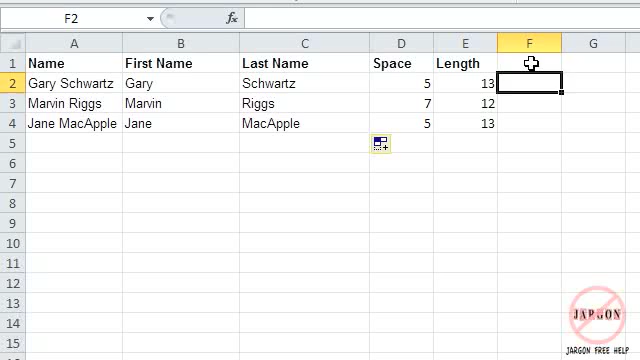 F2
fx
A B C D E F G
1 Name First Name Last Name Space Length
2 Gary Schwartz Gary Schwartz 5 13
3 Marvin Riggs Marvin Riggs 7 12
4 Jane MacApple Jane MacApple 5 13
5
6
7
8
9
10
11
12
13
14
15
JARGON
JARGON FREE HELP